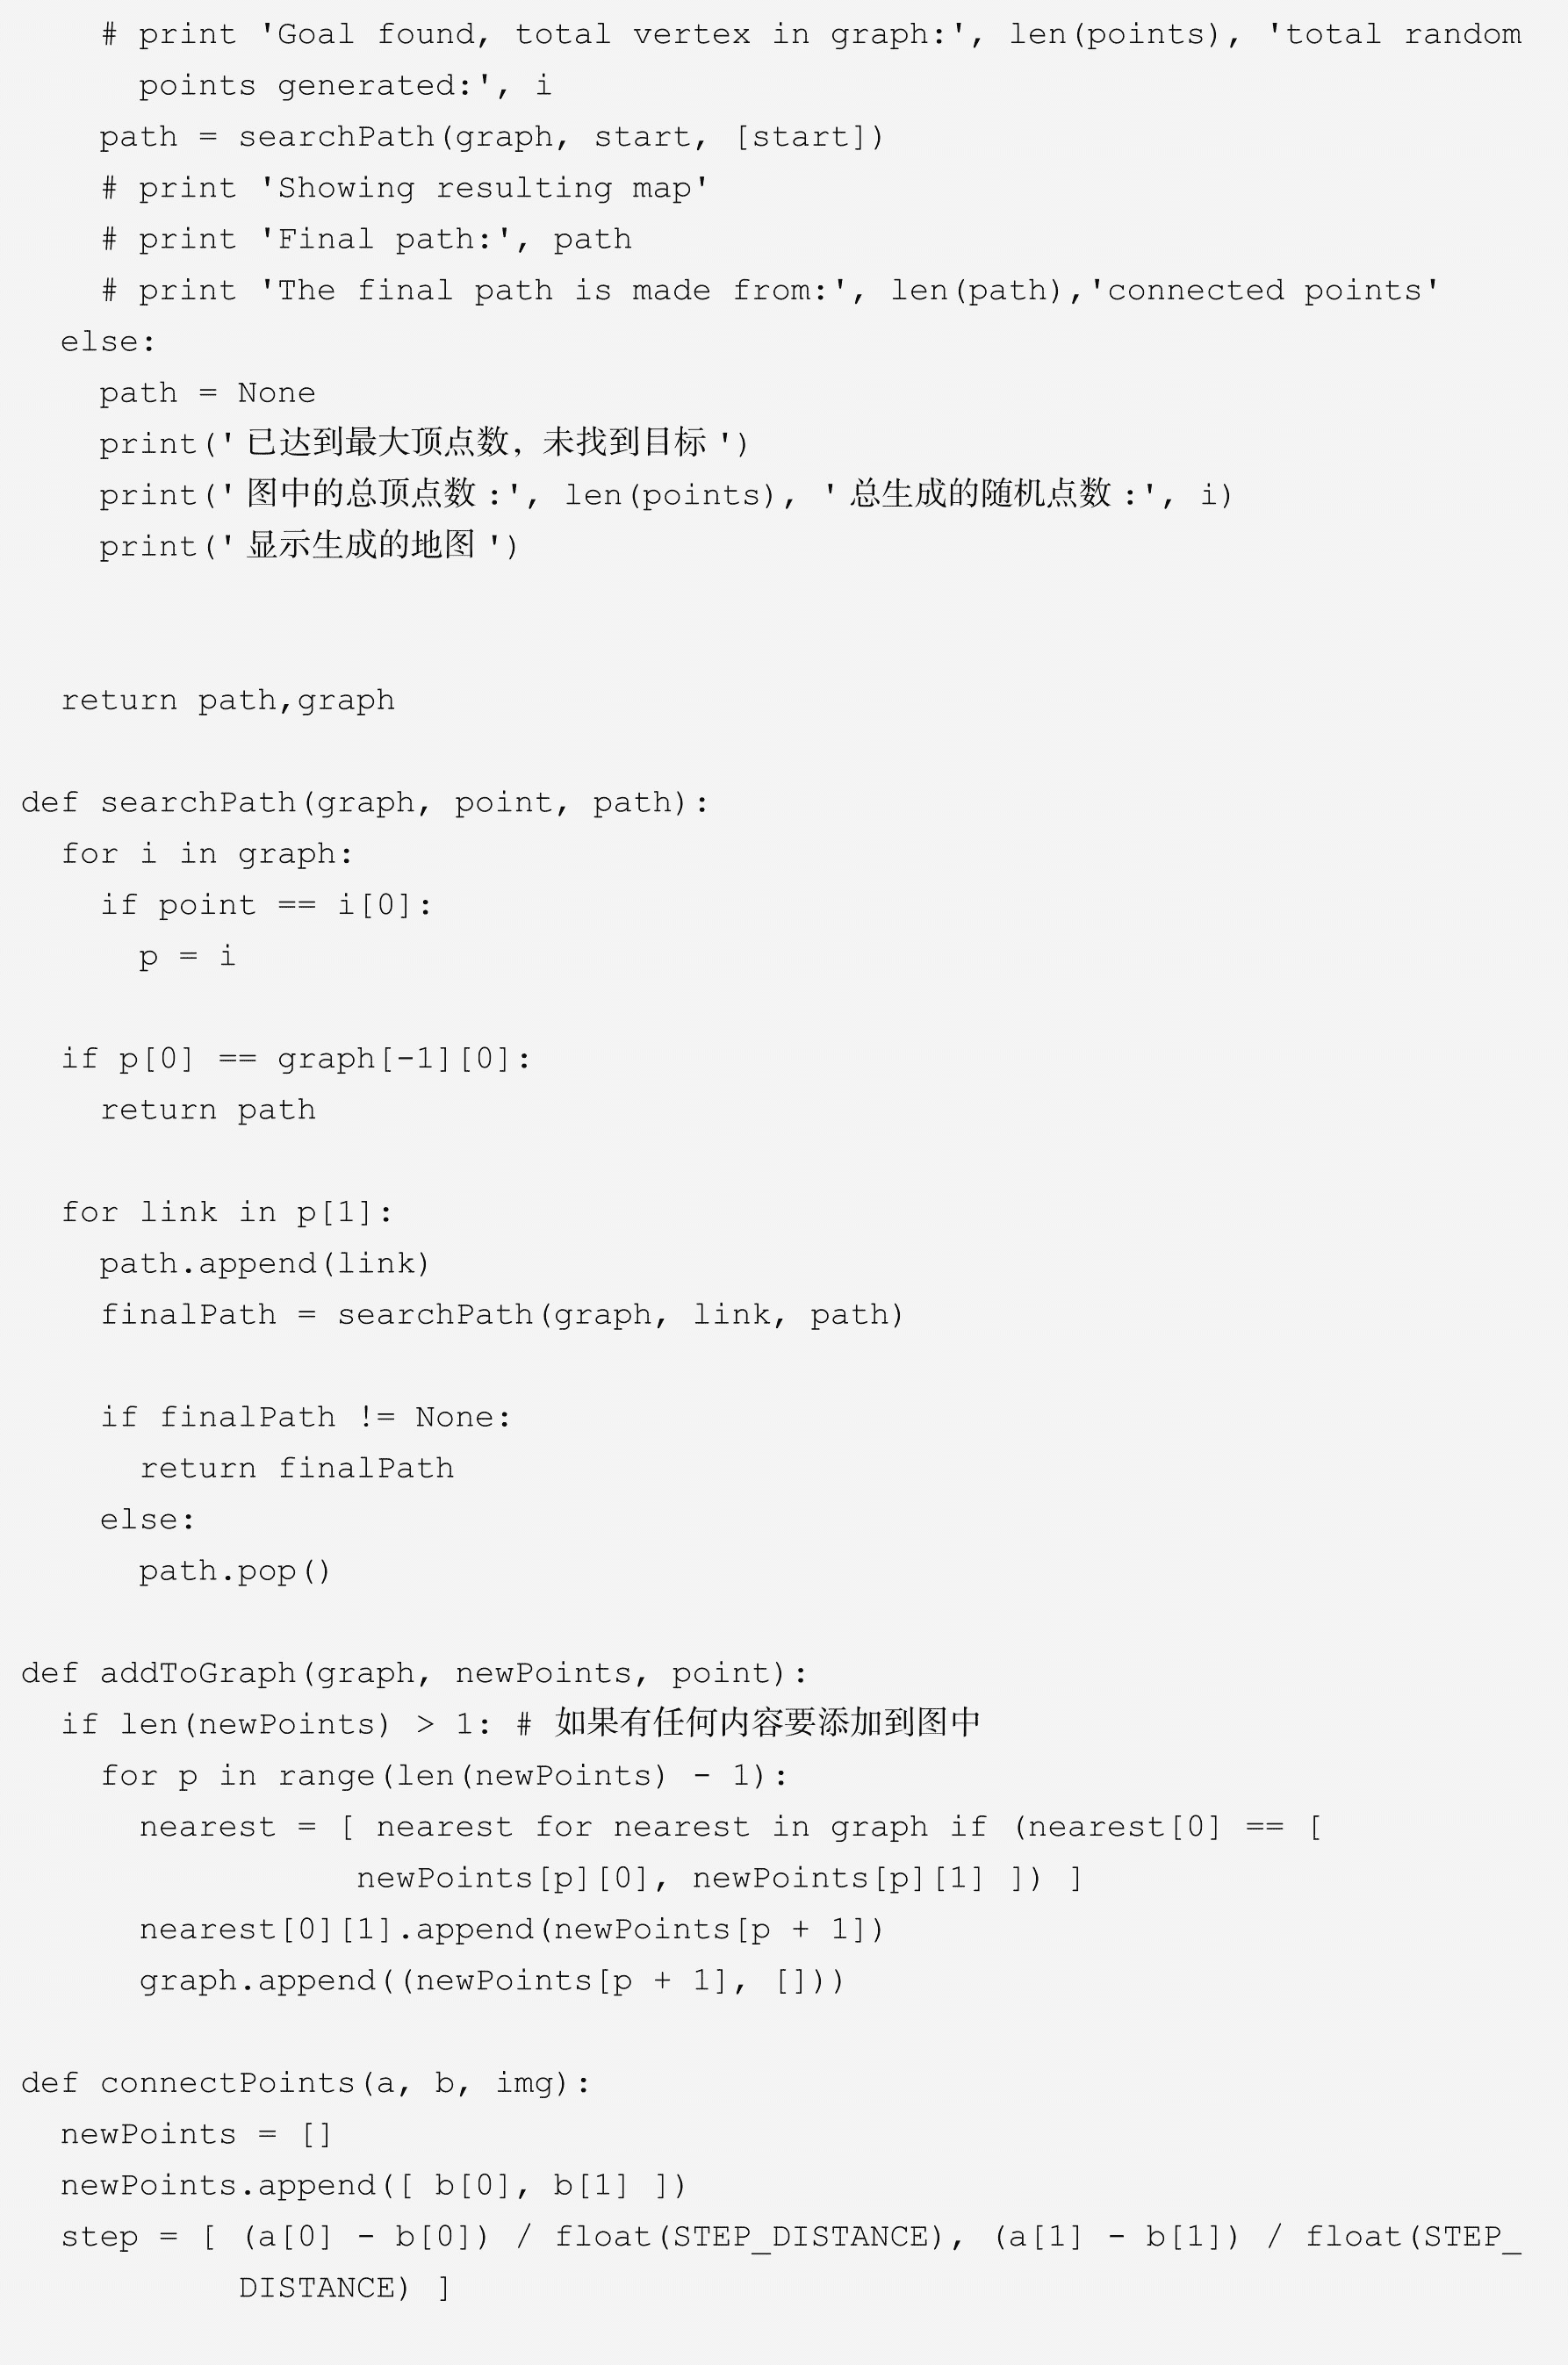 # print 'Goal found, total vertex in graph:', len(points), 'total random
points generated:', i
path = searchPath(graph, start, [start])
# print 'Showing resulting map'
# print 'Final path:', path
# print 'The final path is made from:', len(path),'connected points'
else:
path = None
print(' 已达到最大顶点数，未找到目标 ')
print(' 图中的总顶点数 :', len(points), ' 总生成的随机点数 :', i)
print(' 显示生成的地图 ')
return path,graph
def searchPath(graph, point, path):
for i in graph:
if point == i[0]:
p = i
if p[0] == graph[-1][0]:
return path
for link in p[1]:
path.append(link)
finalPath = searchPath(graph, link, path)
if finalPath != None:
return finalPath
else:
path.pop()
def addToGraph(graph, newPoints, point):
if len(newPoints) > 1: # 如果有任何内容要添加到图中
for p in range(len(newPoints) - 1):
nearest = [ nearest for nearest in graph if (nearest[0] == [
newPoints[p][0], newPoints[p][1] ]) ]
nearest[0][1].append(newPoints[p + 1])
graph.append((newPoints[p + 1], []))
def connectPoints(a, b, img):
newPoints = []
newPoints.append([ b[0], b[1] ])
step = [ (a[0] - b[0]) / float(STEP_DISTANCE), (a[1] - b[1]) / float(STEP_
DISTANCE) ]